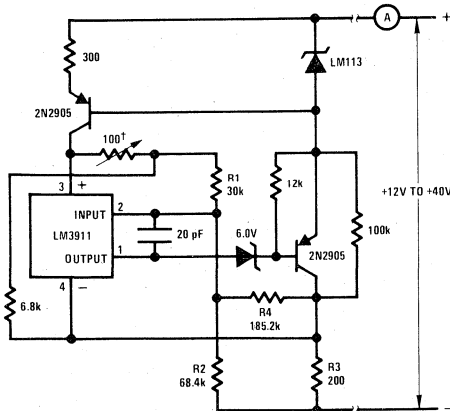 A
+
300
LM113
2N2905
100†
3
+
R1
30k
12k
+12V TO +40V
INPUT
2
LM3911
20 pF
6.0V
2N2905
100k
OUTPUT
1
4
−
6.8k
R4
185.2k
R2
68.4k
R3
200
−